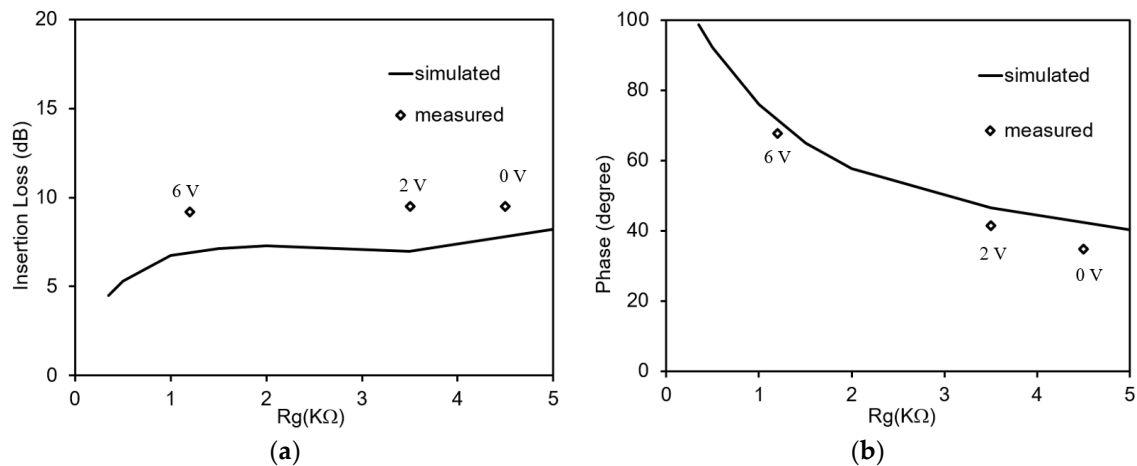 20
15
10
5
0
Insertion Loss (dB)
simulated
measured
6 V
2 V
0 V
0 1 2 3 4 5
Rg(KΩ)
(a)
100
80
60
40
20
0
Phase (degree)
simulated
measured
6 V
2 V
0 V
0 1 2 3 4 5
Rg(KΩ)
(b)